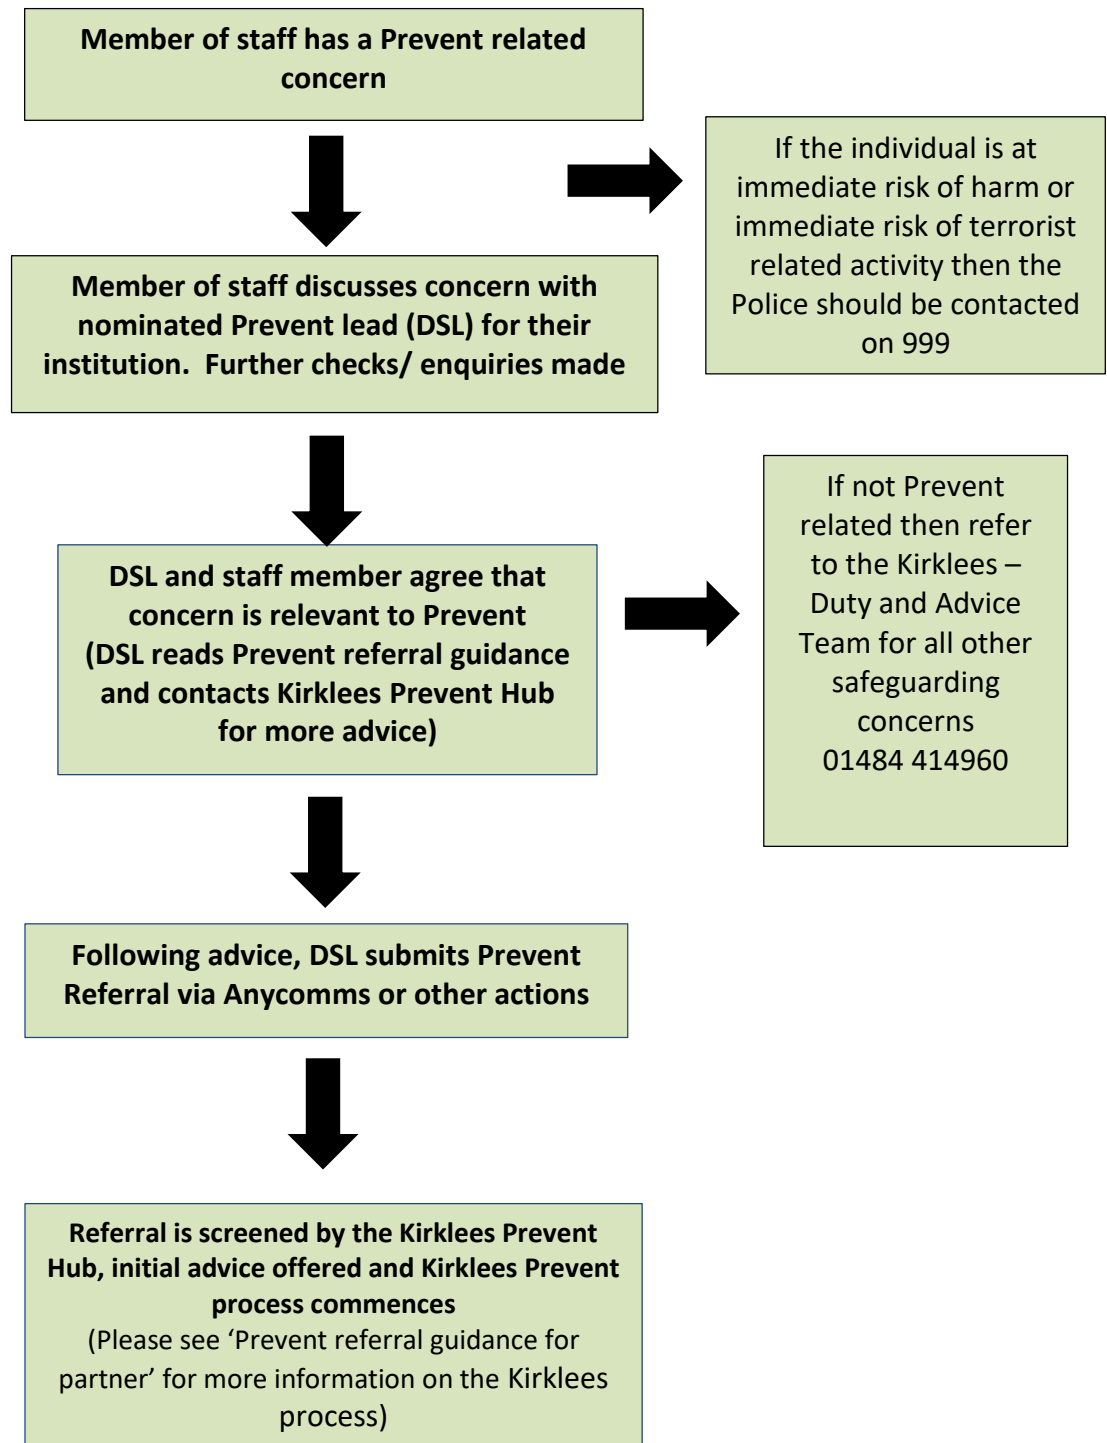 Member of staff has a Prevent related
concern
If the individual is at
immediate risk of harm or
immediate risk of terrorist
related activity then the
Police should be contacted
on 999
Member of staff discusses concern with
nominated Prevent lead (DSL) for their
institution.  Further checks/ enquiries made
DSL and staff member agree that
concern is relevant to Prevent
(DSL reads Prevent referral guidance
and contacts Kirklees Prevent Hub
for more advice)
If not Prevent
related then refer
to the Kirklees –
Duty and Advice
Team for all other
safeguarding
concerns
01484 414960
Following advice, DSL submits Prevent
Referral via Anycomms or other actions
Referral is screened by the Kirklees Prevent
Hub, initial advice offered and Kirklees Prevent
process commences
(Please see ‘Prevent referral guidance for
partner’ for more information on the Kirklees
process)